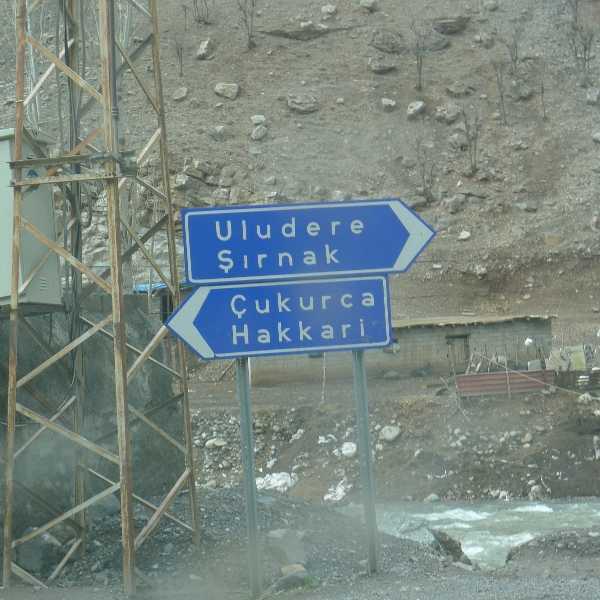 Uludere
Şırnak
Çukurca
Hakkari